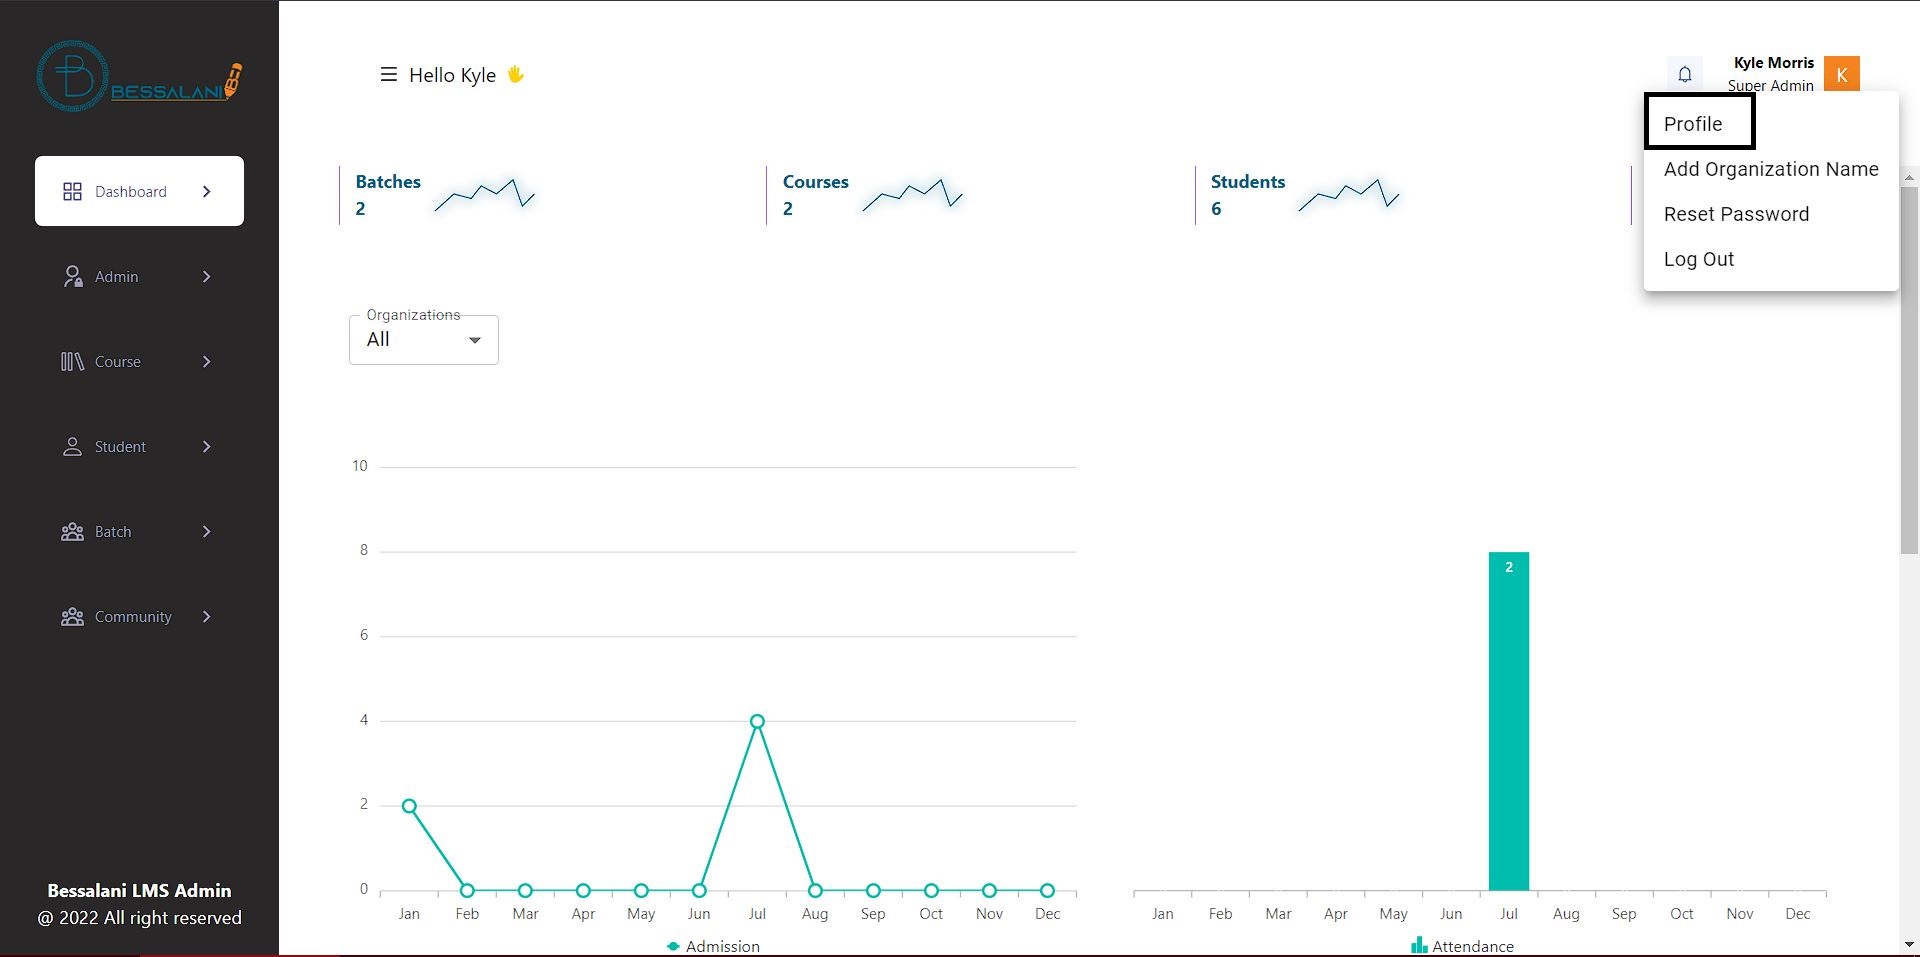 BESSALANI
Hello Kyle
Kyle Morris
Super Admin
K
Profile
Add Organization Name
Reset Password
Log Out
Dashboard
Admin
Course
Student
Batch
Community
Bessalani LMS Admin
@ 2022 All right reserved
Batches
2
Courses
2
Students
6
Organizations
All
10
8
6
4
2
0
Jan Feb Mar Apr May Jun Jul Aug Sep Oct Nov Dec
Admission
2
Jan Feb Mar Apr May Jun Jul Aug Sep Oct Nov Dec
Attendance